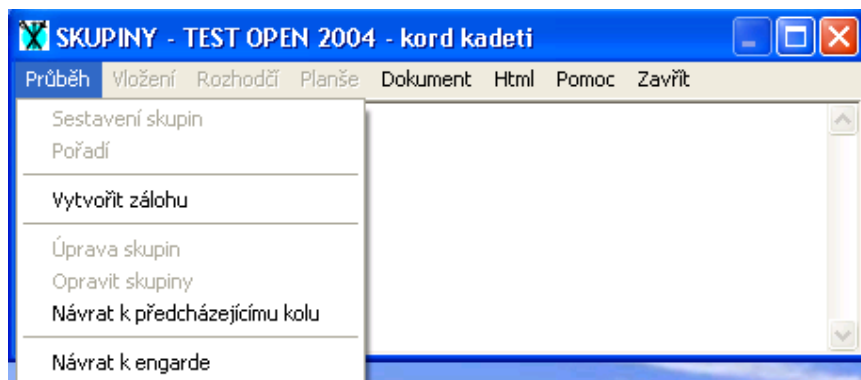 SKUPINY - TEST OPEN 2004 - kord kadeti
Průběh Vložení Rozhodčí Planše Dokument Html Pomoc Zavřít
Sestavení skupin
Pořadí
Vytvořit zálohu
Úprava skupin
Opravit skupiny
Návrat k předcházejícímu kolu
Návrat k engarde